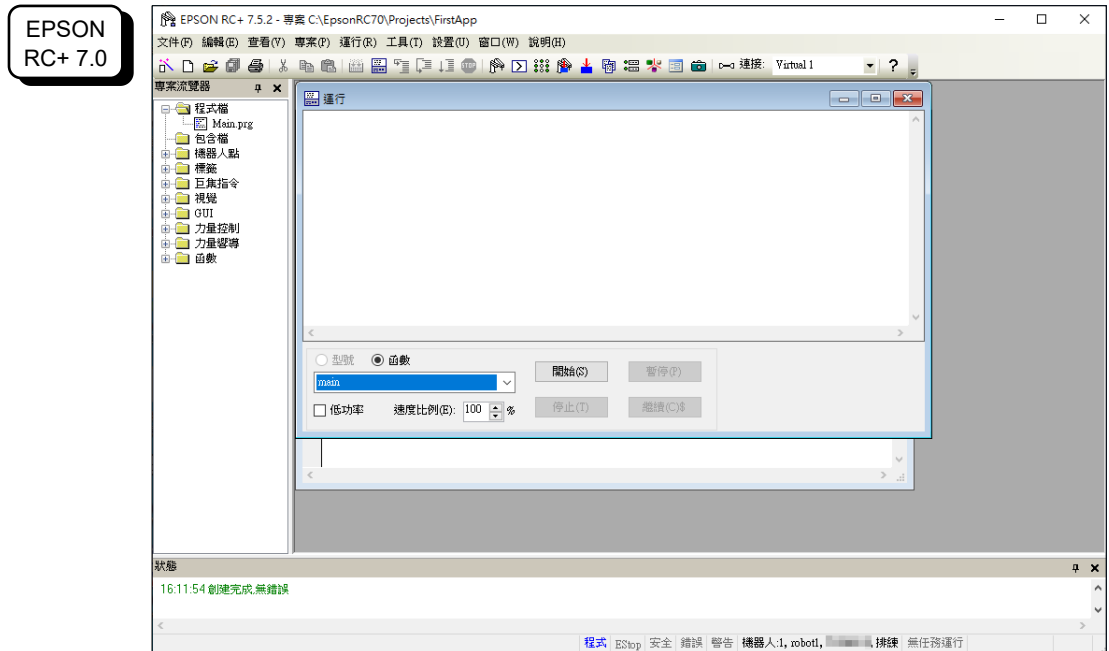 EPSON
RC+ 7.0
EPSON RC+ 7.5.2 - 專案 C:\EpsonRC70\Projects\FirstApp
文件(F) 編輯(E) 查看(V) 專案(P) 運行(R) 工具(T) 設置(U) 窗口(W) 說明(H)
連接: Virtual 1
專案流覽器
程式檔
Main.prg
包含檔
機器人點
標籤
巨集指令
視覺
GUI
力量控制
力量嚮導
函數
運行
型號 函數
main
開始(S) 暫停(P)
低功率 速度比例(E): 100 %
停止(T) 繼續(C)$
狀態
16:11:54 創建完成,無錯誤
程式 EStop 安全 錯誤 警告 機器人:1, robot1, 排練 無任務運行